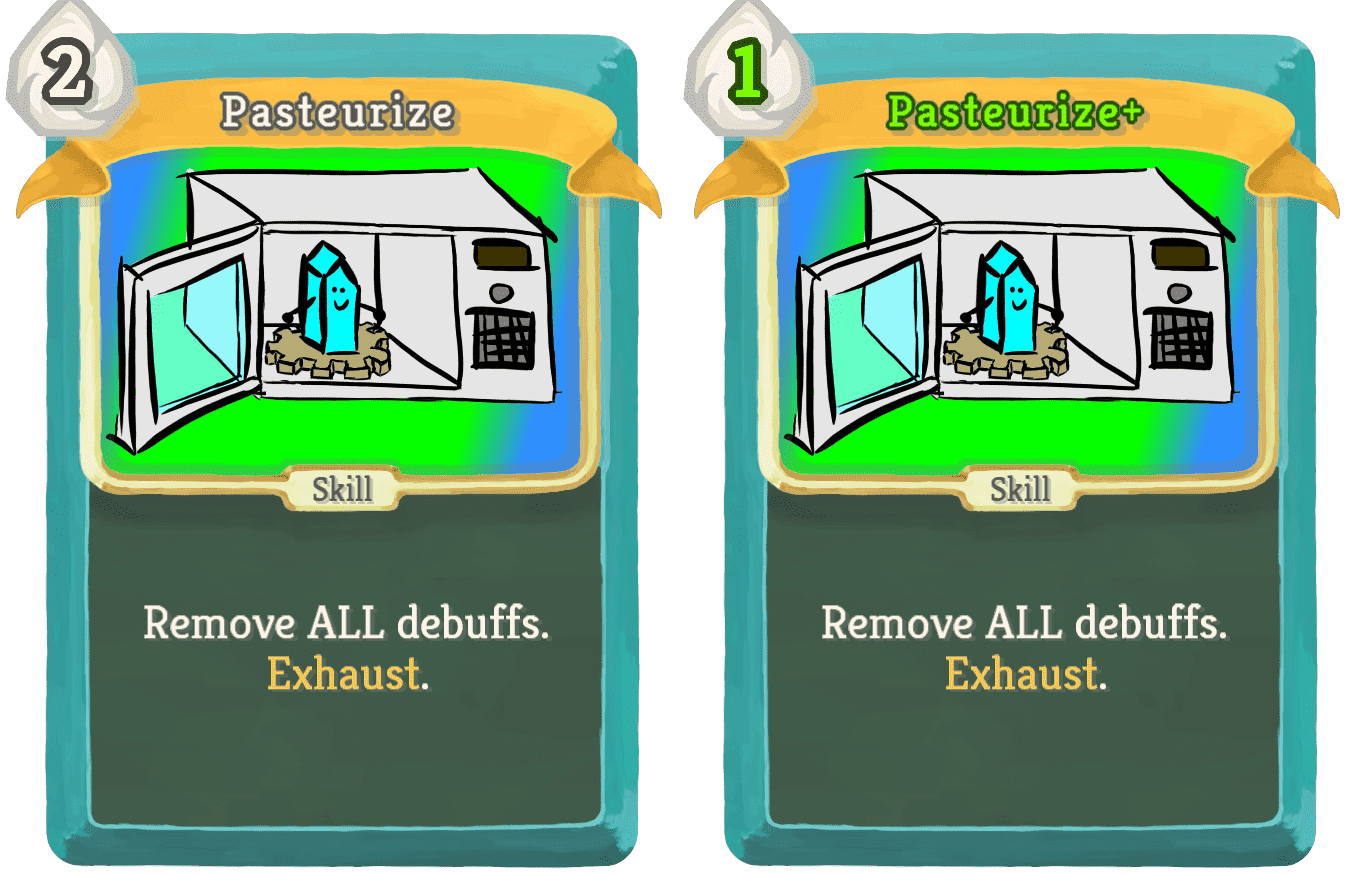 2
Pasteurize
Skill
Remove ALL debuffs.
Exhaust.
1
Pasteurize+
Skill
Remove ALL debuffs.
Exhaust.